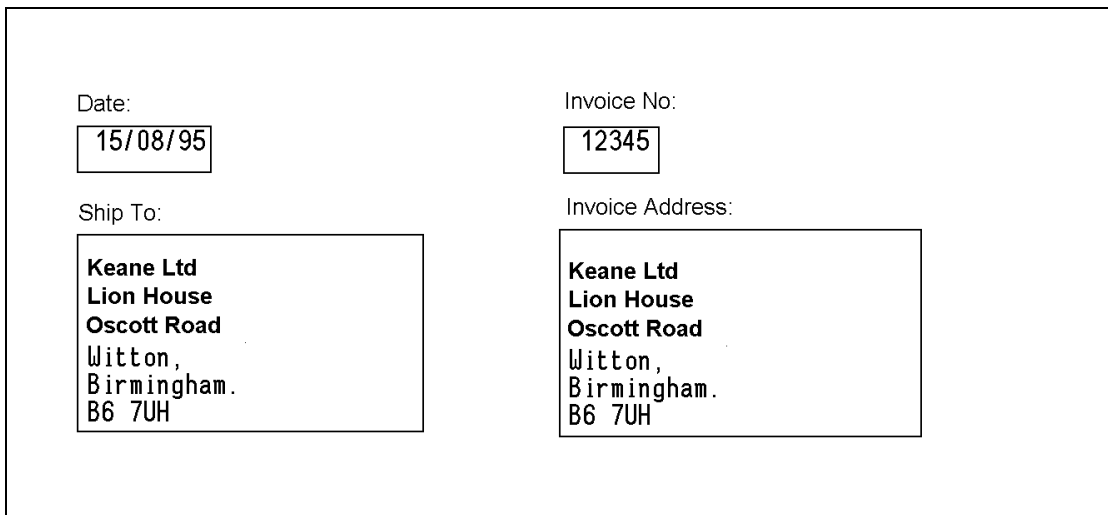 Date:
15/08/95
Invoice No:
12345
Ship To:
Keane Ltd
Lion House
Oscott Road
Witton,
Birmingham.
B6 7UH
Invoice Address:
Keane Ltd
Lion House
Oscott Road
Witton,
Birmingham.
B6 7UH